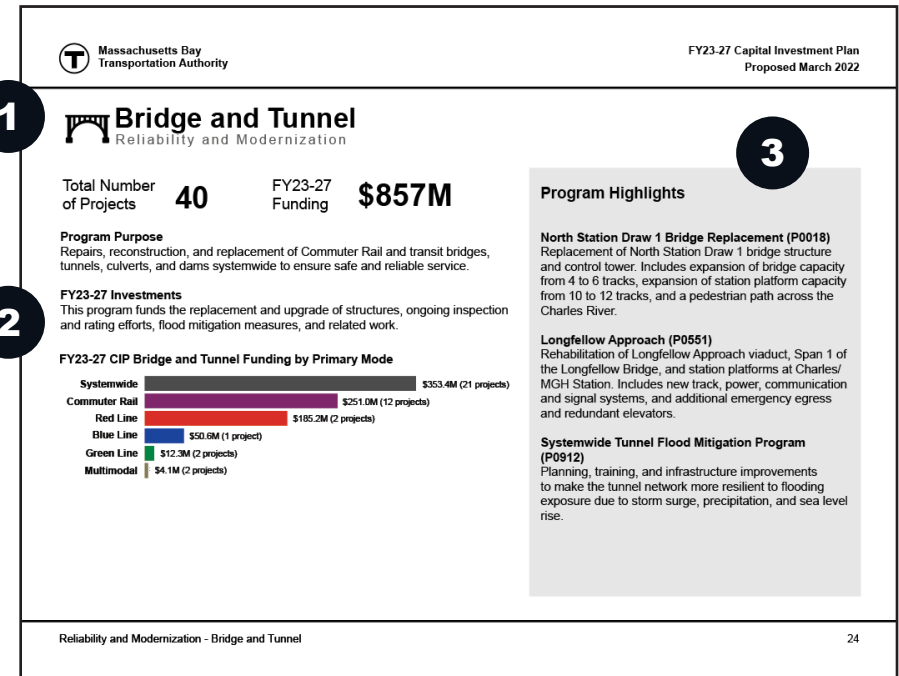 Massachusetts Bay
Transportation Authority
FY23-27 Capital Investment Plan
Proposed March 2022
1
Bridge and Tunnel
Reliability and Modernization
Total Number
of Projects
40
FY23-27
Funding
$857M
Program Purpose
Repairs, reconstruction, and replacement of Commuter Rail and transit bridges,
tunnels, culverts, and dams systemwide to ensure safe and reliable service.
2
FY23-27 Investments
This program funds the replacement and upgrade of structures, ongoing inspection
and rating efforts, flood mitigation measures, and related work.
FY23-27 CIP Bridge and Tunnel Funding by Primary Mode
Systemwide $353.4M (21 projects)
Commuter Rail $251.0M (12 projects)
Red Line $185.2M (2 projects)
Blue Line $50.6M (1 project)
Green Line $12.3M (2 projects)
Multimodal $4.1M (2 projects)
3
Program Highlights
North Station Draw 1 Bridge Replacement (P0018)
Replacement of North Station Draw 1 bridge structure
and control tower. Includes expansion of bridge capacity
from 4 to 6 tracks, expansion of station platform capacity
from 10 to 12 tracks, and a pedestrian path across the
Charles River.
Longfellow Approach (P0551)
Rehabilitation of Longfellow Approach viaduct, Span 1 of
the Longfellow Bridge, and station platforms at Charles/
MGH Station. Includes new track, power, communication
and signal systems, and additional emergency egress
and redundant elevators.
Systemwide Tunnel Flood Mitigation Program
(P0912)
Planning, training, and infrastructure improvements
to make the tunnel network more resilient to flooding
exposure due to storm surge, precipitation, and sea level
rise.
Reliability and Modernization - Bridge and Tunnel
24